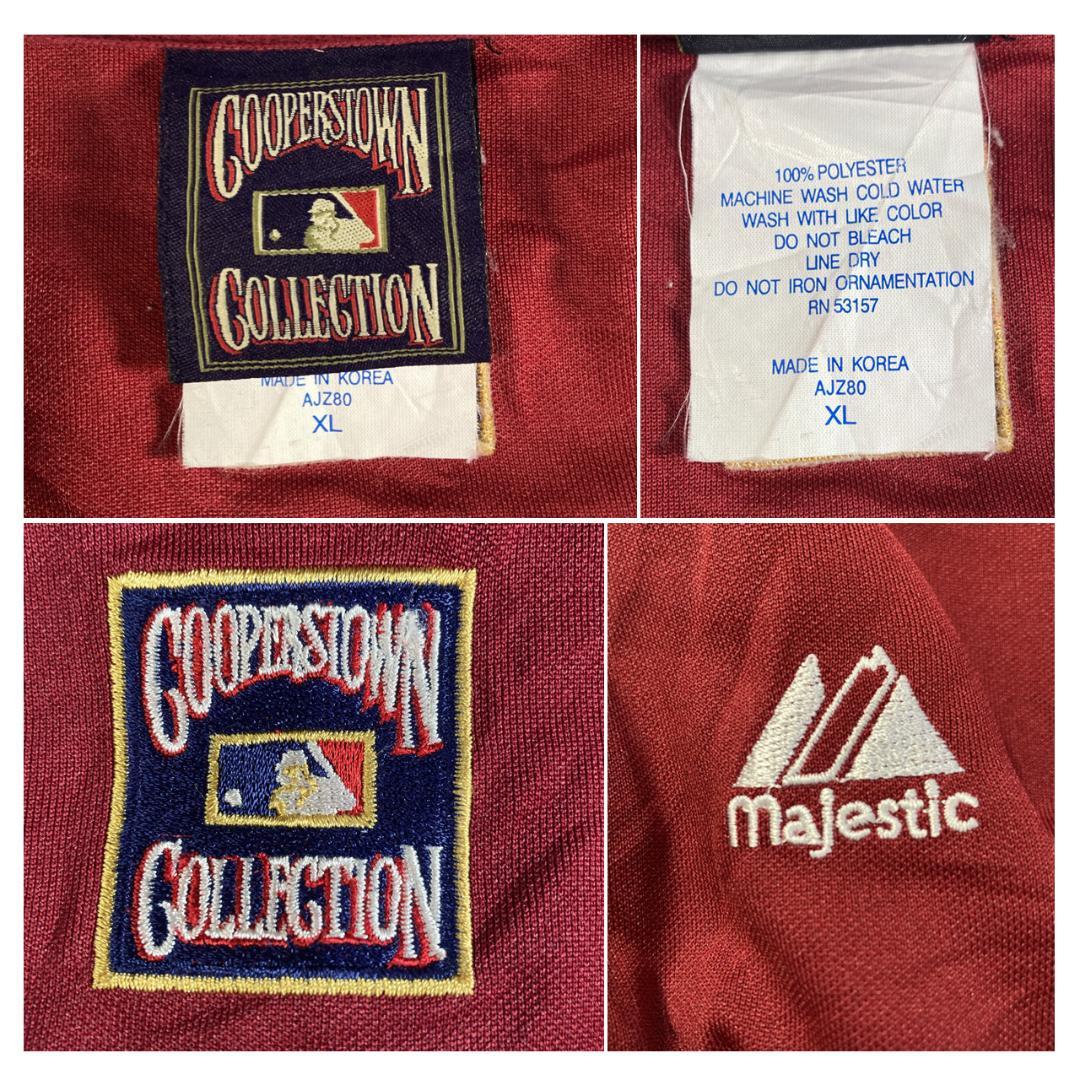 COOPERSTOWN
COLLECTION
MADE IN KOREA
AJZ80
XL
100% POLYESTER
MACHINE WASH COLD WATER
WASH WITH LIKE COLOR
DO NOT BLEACH
LINE DRY
DO NOT IRON ORNAMENTATION
RN 53157
MADE IN KOREA
AJZ80
XL
COOPERSTOWN
COLLECTION
majestic